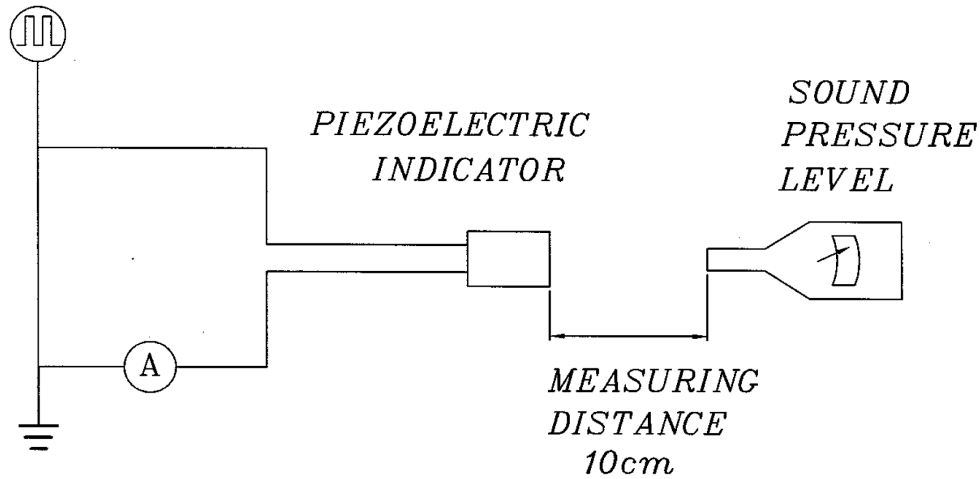 PIEZOELECTRIC
INDICATOR
SOUND
PRESSURE
LEVEL
A
MEASURING
DISTANCE
10cm